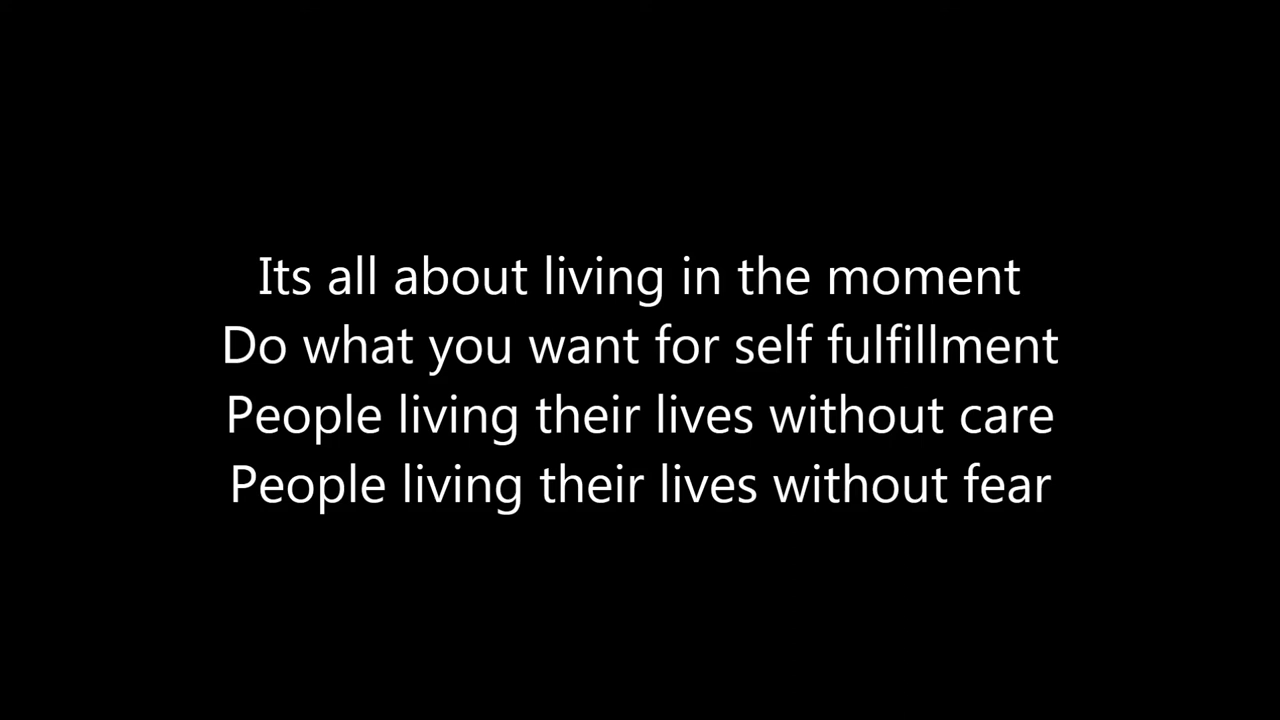 Its all about living in the moment
Do what you want for self fulfillment
People living their lives without care
People living their lives without fear